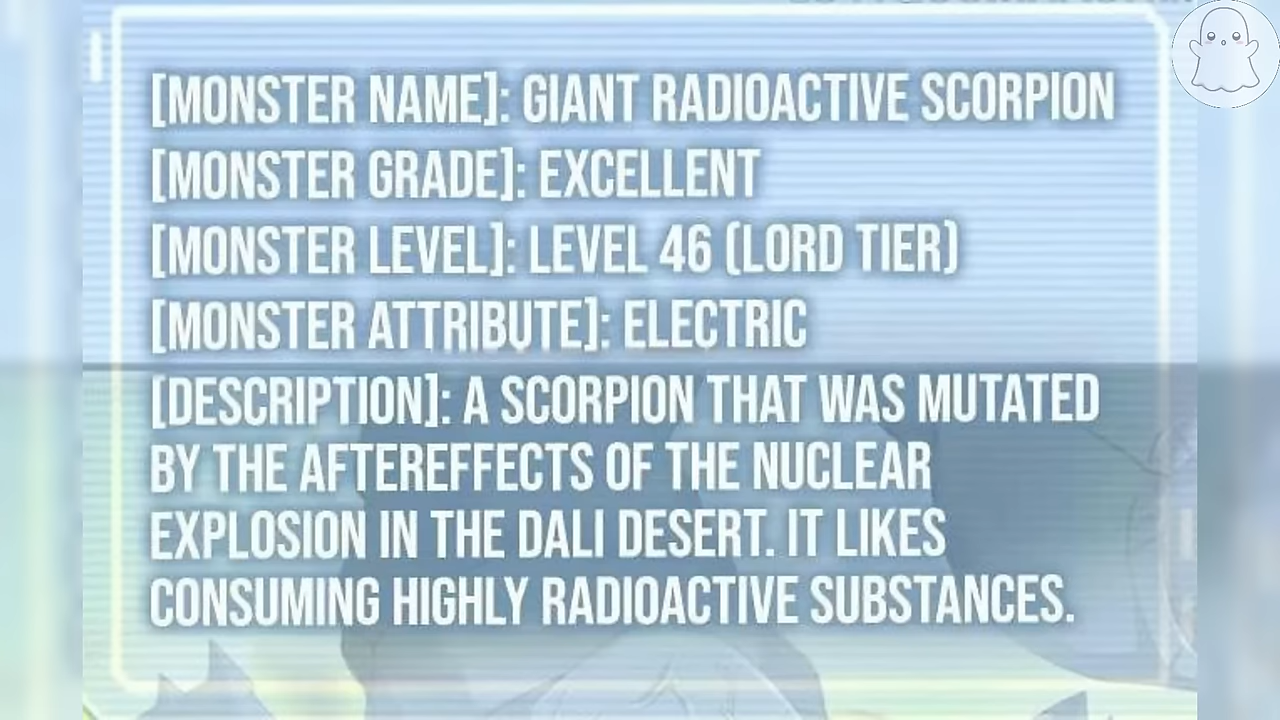 [MONSTER NAME]: GIANT RADIOACTIVE SCORPION
[MONSTER GRADE]: EXCELLENT
[MONSTER LEVEL]: LEVEL 46 (LORD TIER)
[MONSTER ATTRIBUTE]: ELECTRIC
[DESCRIPTION]: A SCORPION THAT WAS MUTATED
BY THE AFTEREFFECTS OF THE NUCLEAR
EXPLOSION IN THE DALI DESERT. IT LIKES
CONSUMING HIGHLY RADIOACTIVE SUBSTANCES.